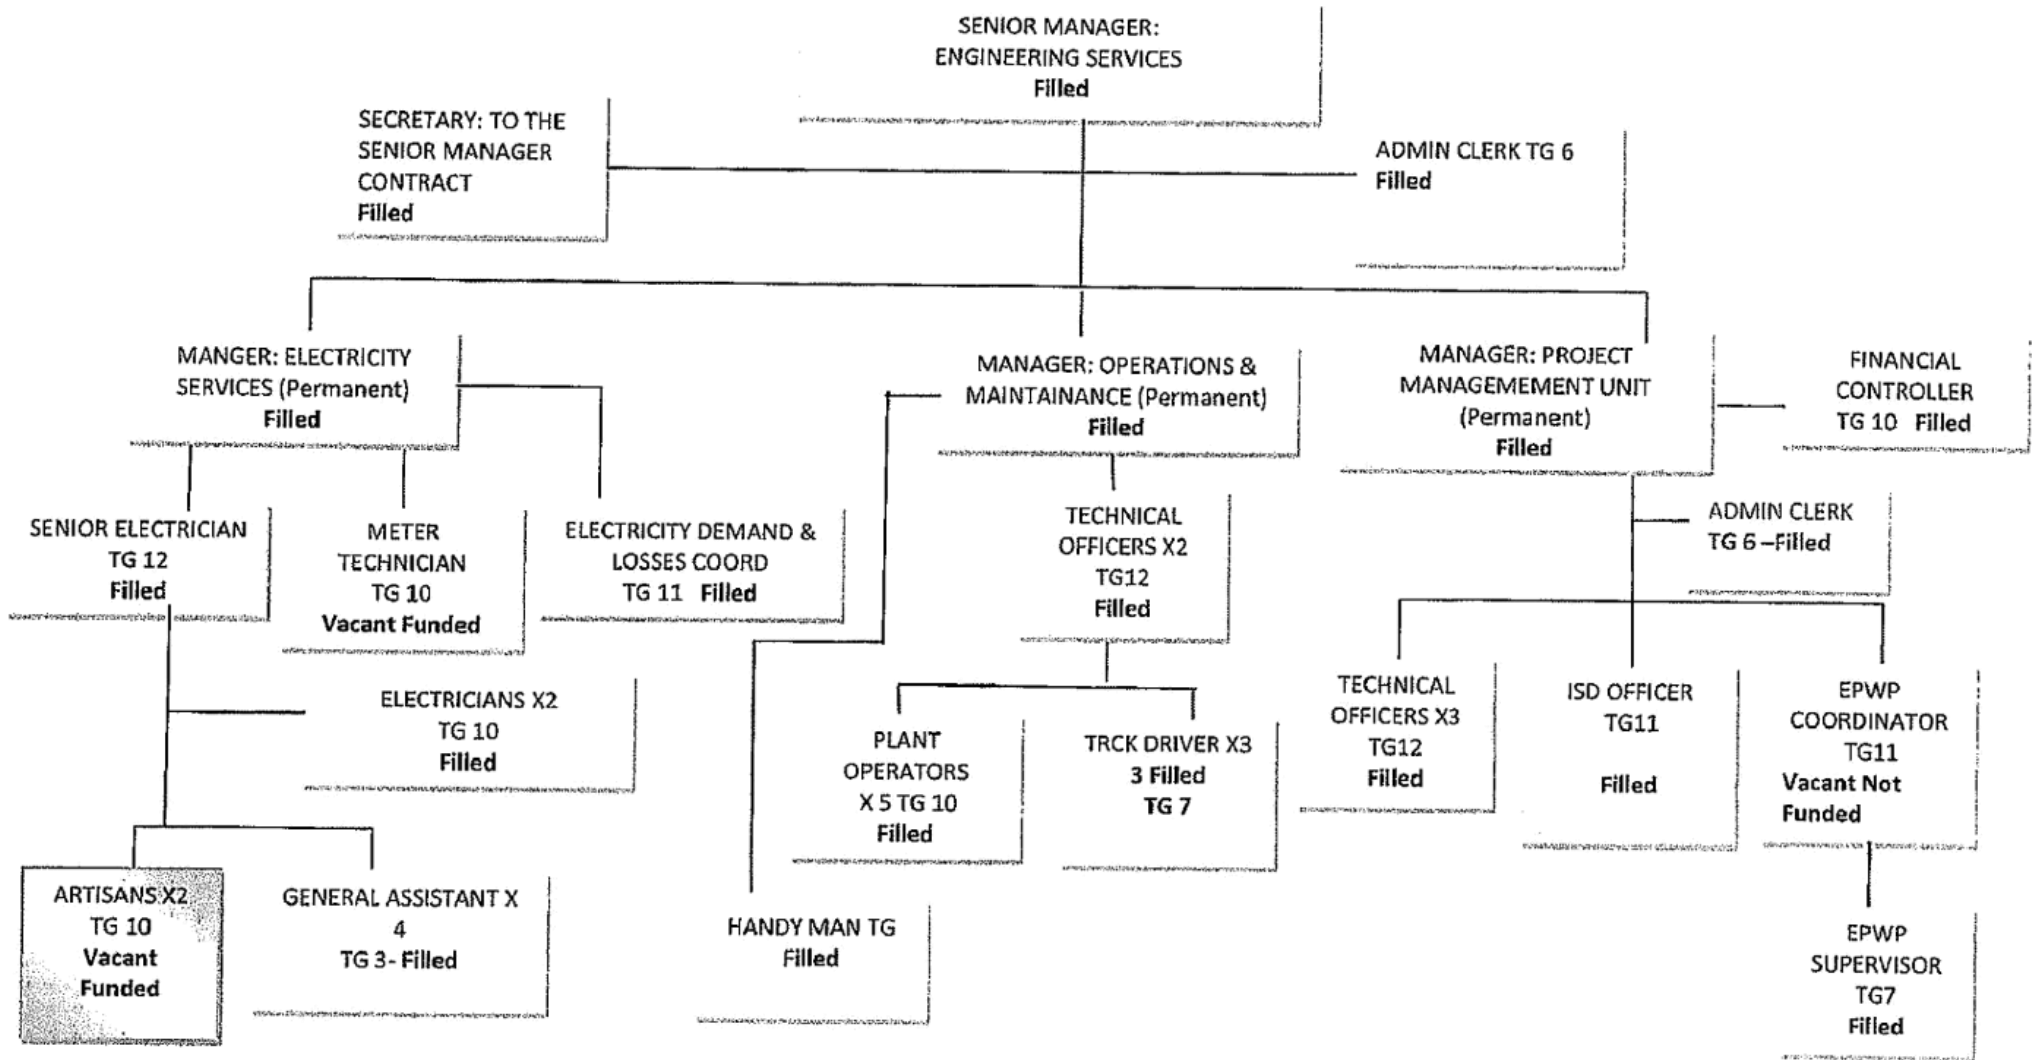 SENIOR MANAGER:
ENGINEERING SERVICES
Filled
SECRETARY: TO THE
SENIOR MANAGER
CONTRACT
Filled
ADMIN CLERK TG 6
Filled
MANGER: ELECTRICITY
SERVICES (Permanent)
Filled
MANAGER: OPERATIONS &
MAINTAINANCE (Permanent)
Filled
MANAGER: PROJECT
MANAGEMEMENT UNIT
(Permanent)
Filled
FINANCIAL
CONTROLLER
TG 10 Filled
SENIOR ELECTRICIAN
TG 12
Filled
METER
TECHNICIAN
TG 10
Vacant Funded
ELECTRICITY DEMAND &
LOSSES COORD
TG 11 Filled
TECHNICAL
OFFICERS X2
TG12
Filled
ADMIN CLERK
TG 6 –Filled
ELECTRICIANS X2
TG 10
Filled
PLANT
OPERATORS
X 5 TG 10
Filled
TRCK DRIVER X3
3 Filled
TG 7
TECHNICAL
OFFICERS X3
TG12
Filled
ISD OFFICER
TG11
Filled
EPWP
COORDINATOR
TG11
Vacant Not
Funded
ARTISANS X2
TG 10
Vacant
Funded
GENERAL ASSISTANT X
4
TG 3- Filled
HANDY MAN TG
Filled
EPWP
SUPERVISOR
TG7
Filled